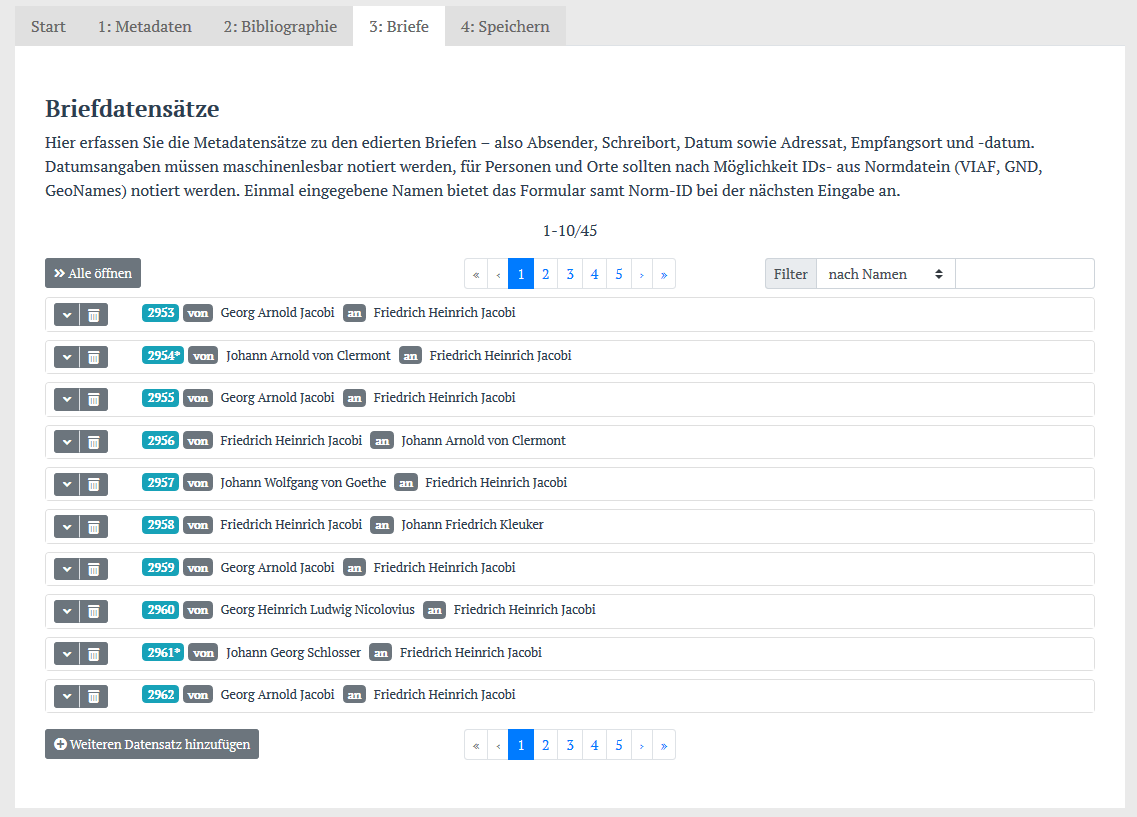 Start 1: Metadaten 2: Bibliographie 3: Briefe 4: Speichern
Briefdatensätze
Hier erfassen Sie die Metadatensätze zu den edierten Briefen – also Absender, Schreibort, Datum sowie Adressat, Empfangsort und -datum.
Datumsangaben müssen maschinenlesbar notiert werden, für Personen und Orte sollten nach Möglichkeit IDs- aus Normdatein (VIAF, GND,
GeoNames) notiert werden. Einmal eingegebene Namen bietet das Formular samt Norm-ID bei der nächsten Eingabe an.
1-10/45
» Alle öffnen « ‹ 1 2 3 4 5 › » Filter nach Namen
2953 von Georg Arnold Jacobi an Friedrich Heinrich Jacobi
2954* von Johann Arnold von Clermont an Friedrich Heinrich Jacobi
2955 von Georg Arnold Jacobi an Friedrich Heinrich Jacobi
2956 von Friedrich Heinrich Jacobi an Johann Arnold von Clermont
2957 von Johann Wolfgang von Goethe an Friedrich Heinrich Jacobi
2958 von Friedrich Heinrich Jacobi an Johann Friedrich Kleuker
2959 von Georg Arnold Jacobi an Friedrich Heinrich Jacobi
2960 von Georg Heinrich Ludwig Nicolovius an Friedrich Heinrich Jacobi
2961* von Johann Georg Schlosser an Friedrich Heinrich Jacobi
2962 von Georg Arnold Jacobi an Friedrich Heinrich Jacobi
Weiteren Datensatz hinzufügen « ‹ 1 2 3 4 5 › »